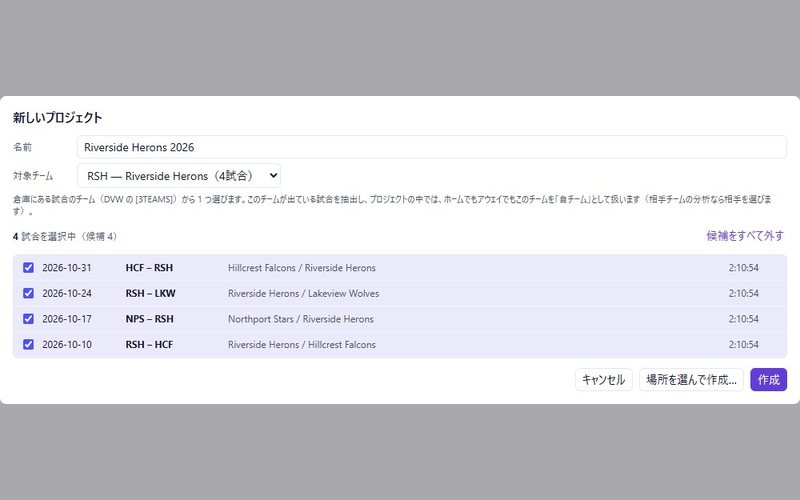 新しいプロジェクト
名前 Riverside Herons 2026
対象チーム RSH — Riverside Herons（4試合）
倉庫にある試合のチーム（DVW の [3TEAMS]）から 1 つ選びます。このチームが出ている試合を抽出し、プロジェクトの中では、ホームでもアウェイでもこのチームを「自チーム」として扱います（相手チームの分析なら相手を選びま
す）。
4 試合を選択中（候補 4） 候補をすべて外す
2026-10-31 HCF – RSH Hillcrest Falcons / Riverside Herons 2:10:54
2026-10-24 RSH – LKW Riverside Herons / Lakeview Wolves 2:10:54
2026-10-17 NPS – RSH Northport Stars / Riverside Herons 2:10:54
2026-10-10 RSH – HCF Riverside Herons / Hillcrest Falcons 2:10:54
キャンセル 場所を選んで作成... 作成